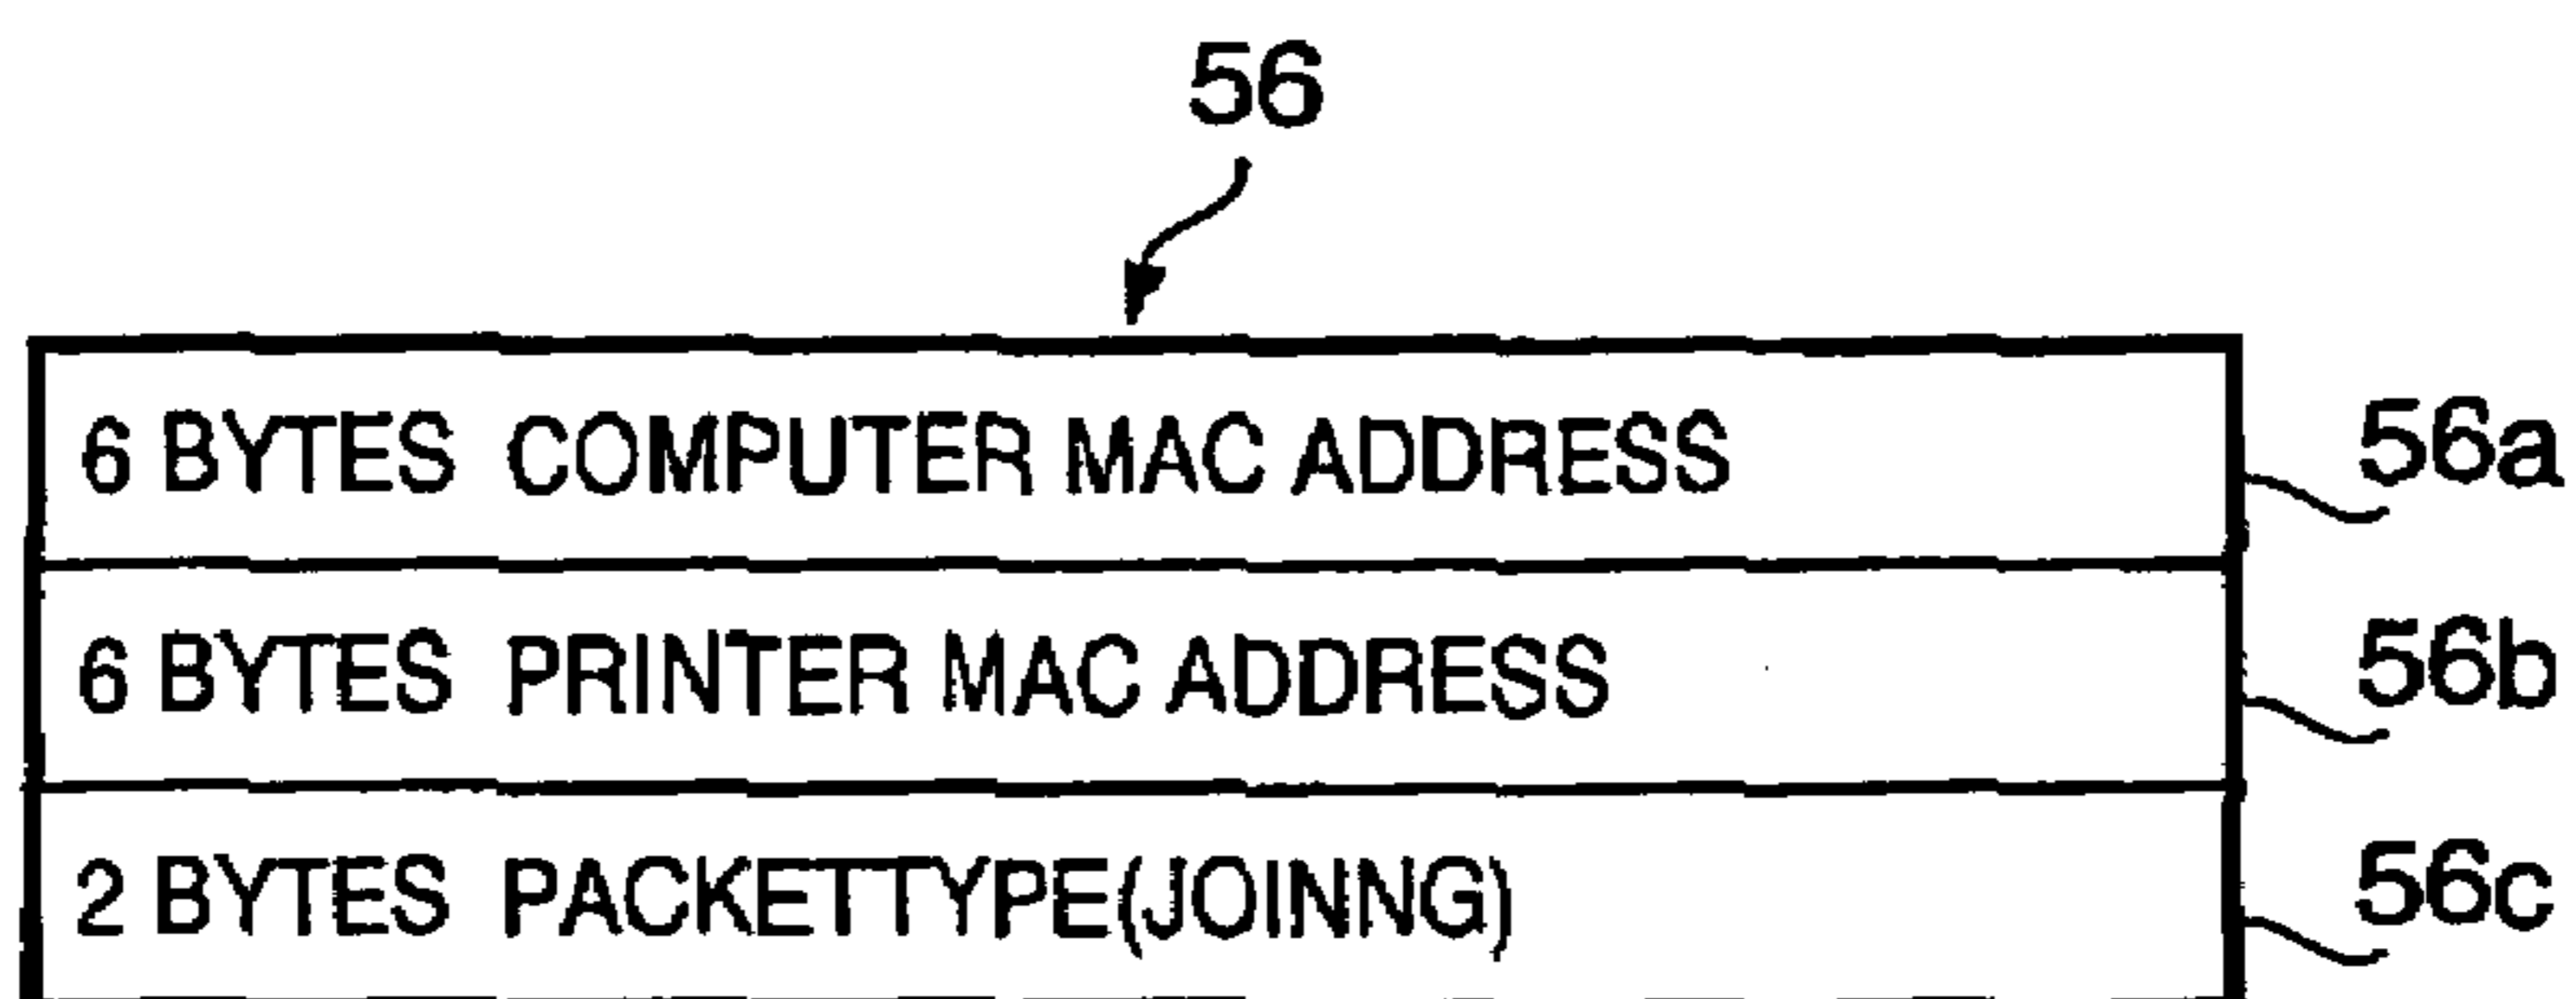 56
6 BYTES COMPUTER MAC ADDRESS 56a
6 BYTES PRINTER MAC ADDRESS 56b
2 BYTES PACKETTYPE(JOINNG) 56c